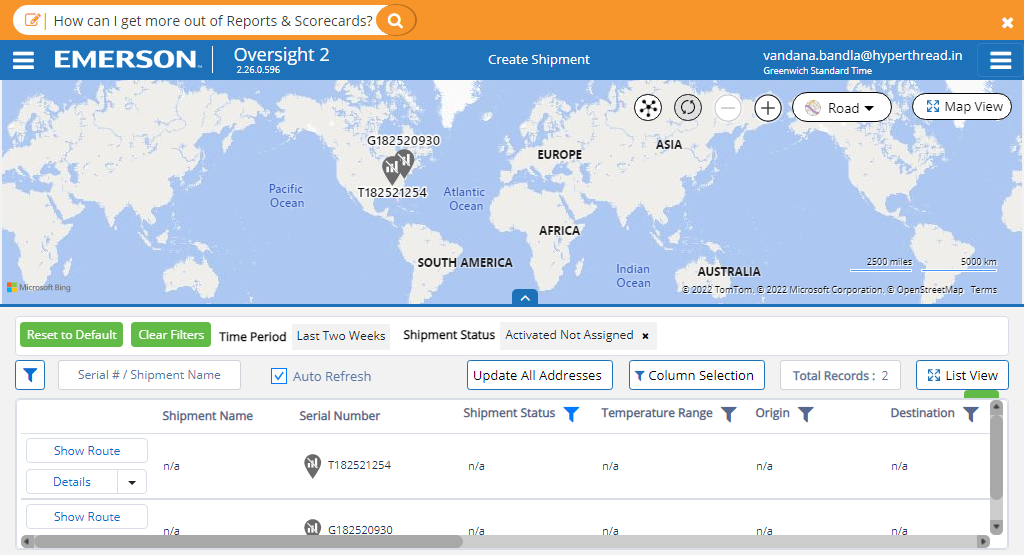 How can I get more out of Reports & Scorecards?
EMERSON
Oversight 2
2.26.0.596
Create Shipment
vandana.bandla@hyperthread.in
Greenwich Standard Time
Road
Map View
G182520930
T182521254
EUROPE
ASIA
Pacific
Ocean
Atlantic
Ocean
AFRICA
SOUTH AMERICA
Indian
Ocean
AUSTRALIA
2500 miles
5000 km
Microsoft Bing
© 2022 TomTom, © 2022 Microsoft Corporation, © OpenStreetMap Terms
Reset to Default
Clear Filters
Time Period
Last Two Weeks
Shipment Status
Activated Not Assigned ×
Serial # / Shipment Name
Auto Refresh
Update All Addresses
Column Selection
Total Records : 2
List View
Shipment Name
Serial Number
Shipment Status
Temperature Range
Origin
Destination
Show Route
Details
n/a
T182521254
n/a
n/a
n/a
n/a
Show Route
n/a
G182520930
n/a
n/a
n/a
n/a